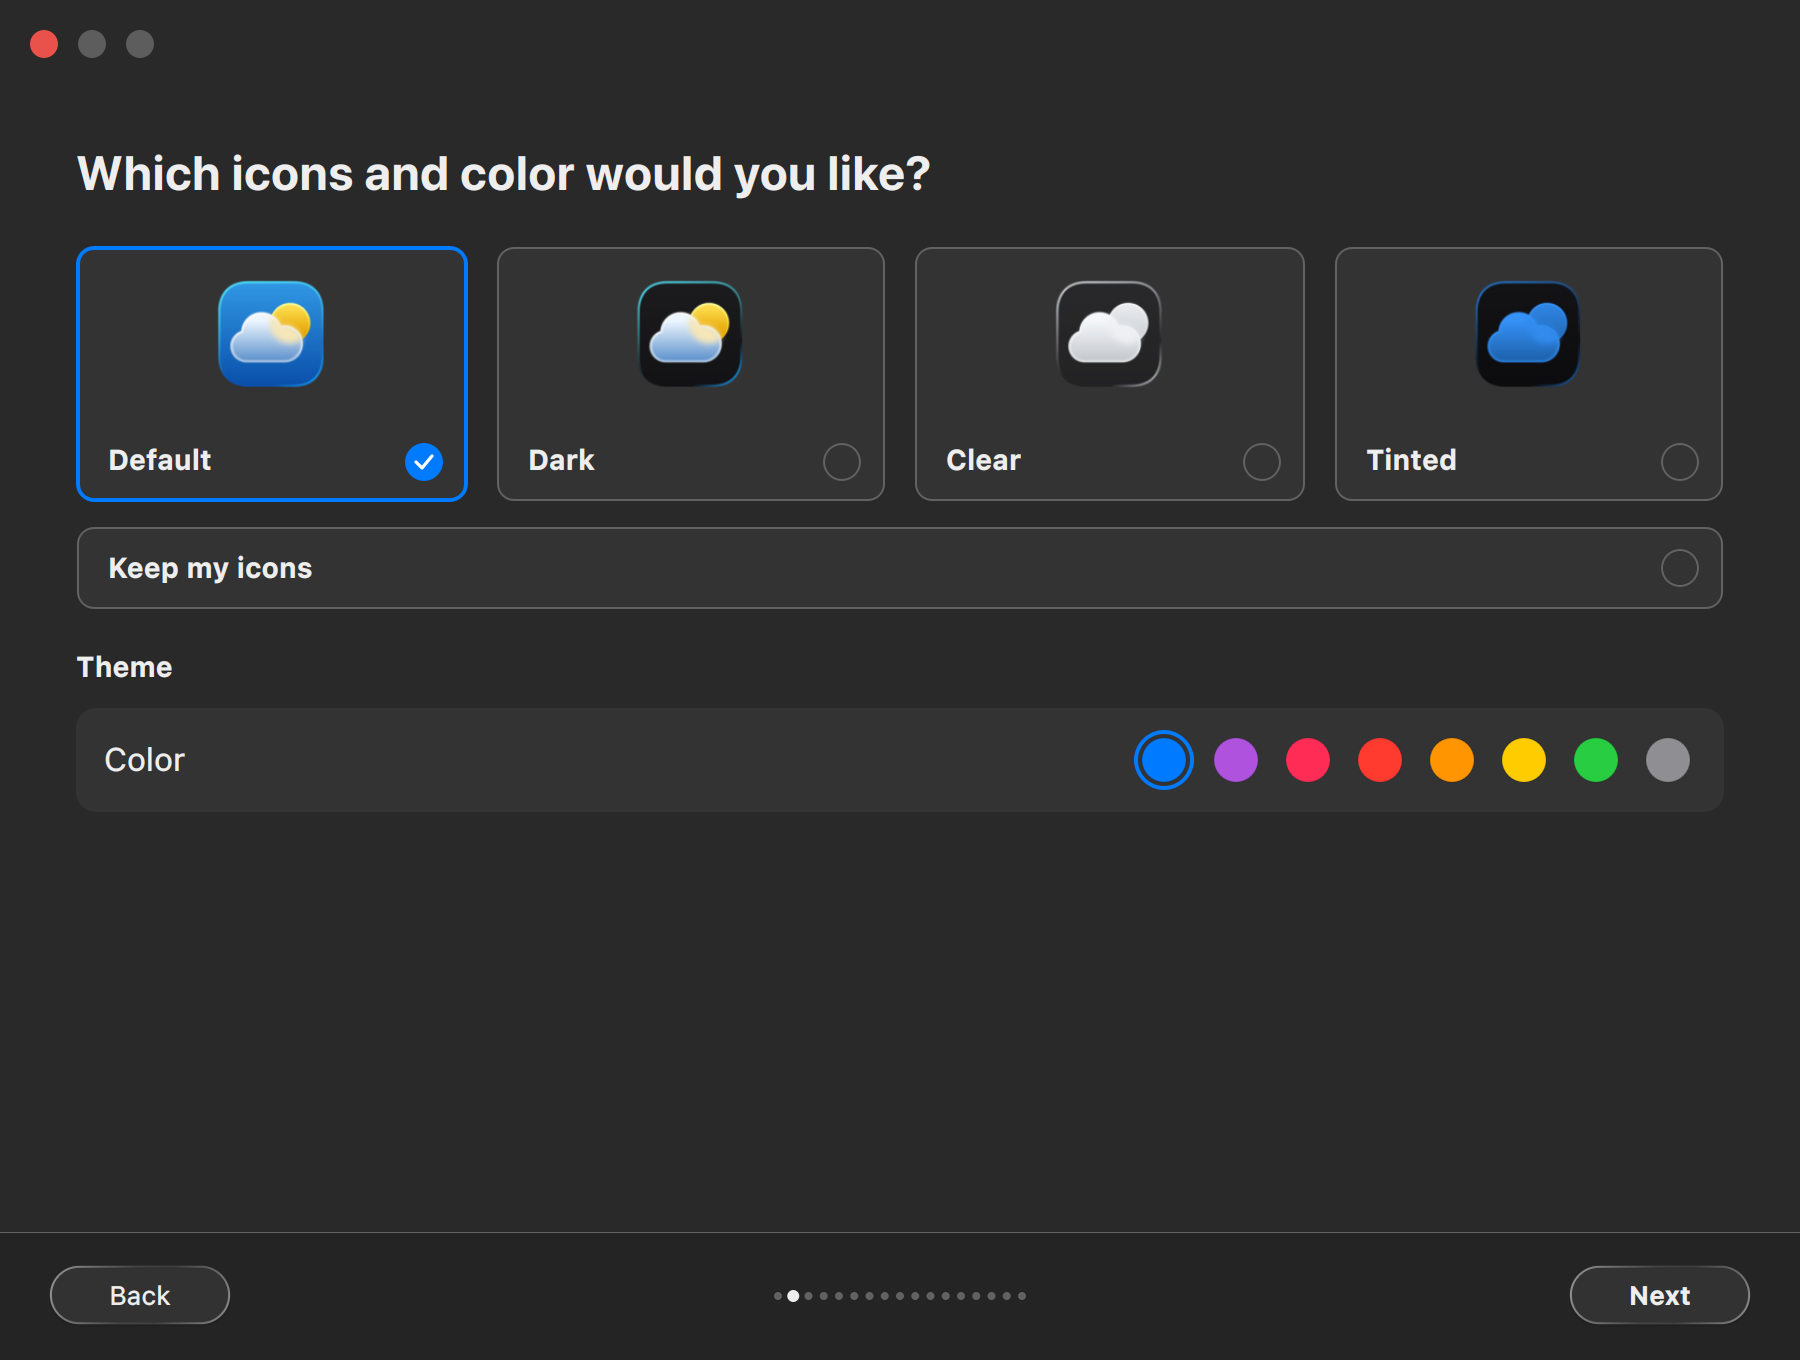 Which icons and color would you like?
Default
Dark
Clear
Tinted
Keep my icons
Theme
Color
Back
Next